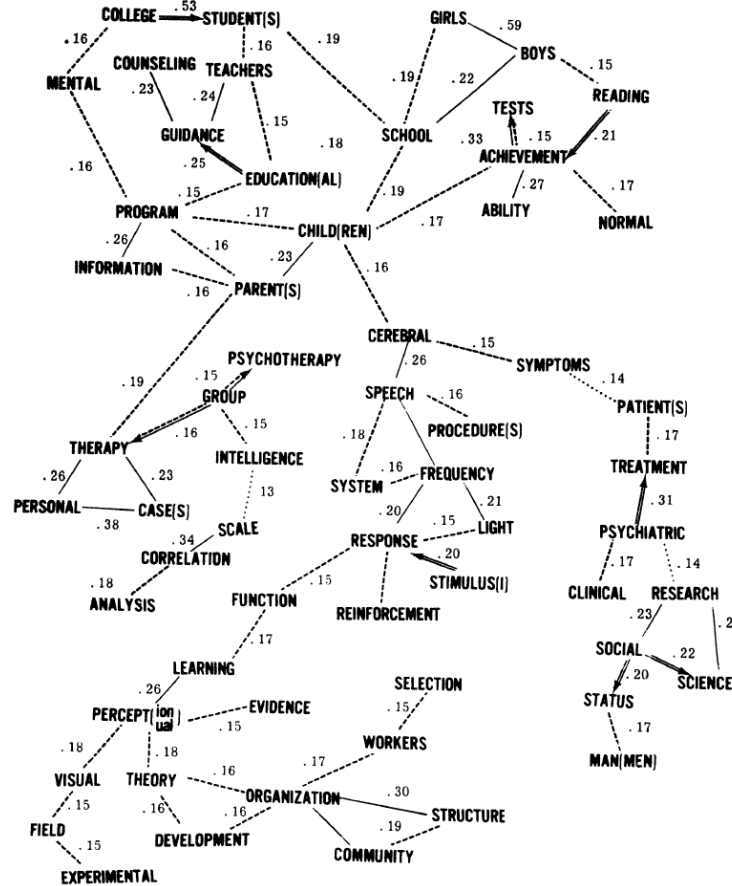 COLLEGE .53 STUDENT(S) GIRLS .59
BOYS
.16 COUNSELING .16 .19 .15
MENTAL TEACHERS .19 .22
READING
.23 .24 TESTS
.15 .18
GUIDANCE SCHOOL .33 .15 .21
.16 .25 ACHIEVEMENT
EDUCATION(AL)
.15 .19 .27 .17
PROGRAM .17 .17 ABILITY
CHILD(REN) NORMAL
.26 .16 .23
INFORMATION .16
.16 PARENT(S)
CEREBRAL .15
PSYCHOTHERAPY .26 SYMPTOMS
.19 .15 .14
GROUP SPEECH .16
PATIENT(S)
.16 .15 PROCEDURE(S)
THERAPY .18 .17
INTELLIGENCE
.26 .23 .16 FREQUENCY TREATMENT
SYSTEM
PERSONAL 13 .21 .31
.38 CASE(S) .20
SCALE .15 LIGHT
.34 RESPONSE PSYCHIATRIC
CORRELATION .20
.18 .15 STIMULUS(I) .17 .14
ANALYSIS FUNCTION CLINICAL RESEARCH
REINFORCEMENT
.23 .2
.17
SOCIAL
LEARNING .22
.20
.26 SELECTION SCIENCE
STATUS
PERCEPT(ion ual) EVIDENCE .15
.15 .17
WORKERS
.18 .18 .17 MAN(MEN)
VISUAL THEORY .16
.30
ORGANIZATION
.15 .16 .16 STRUCTURE
FIELD .19
DEVELOPMENT
.15 COMMUNITY
EXPERIMENTAL